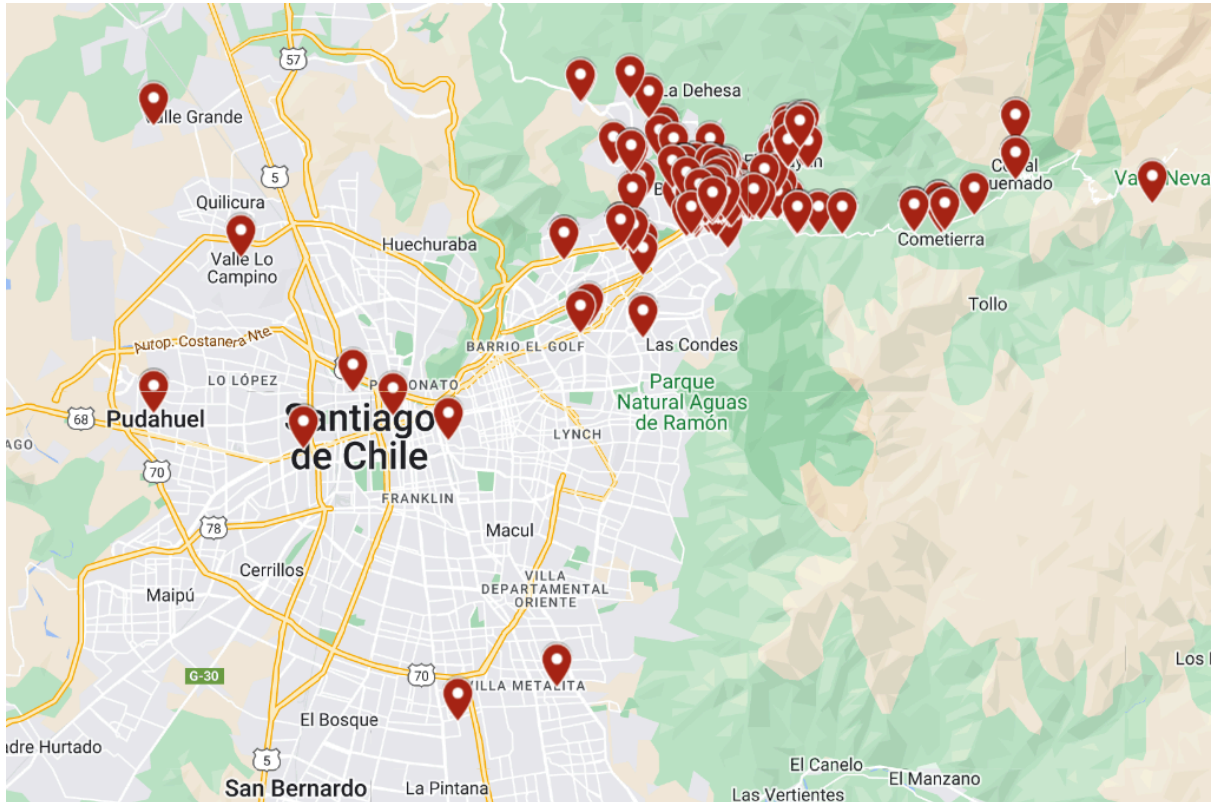 57
La Dehesa
Valle Grande
5
Quilicura
Huechuraba
Valle Lo
Campino
Cometierra
Tollo
Autop. Costanera Nte
BARRIO EL GOLF
Las Condes
LO LÓPEZ
Parque
Natural Aguas
de Ramón
Pudahuel
68
Santiago
de Chile
LYNCH
70
FRANKLIN
78
Macul
Cerrillos
VILLA
DEPARTAMENTAL
ORIENTE
Maipú
G-30
70
VILLA METALITA
El Bosque
Los
5
San Bernardo
La Pintana
El Canelo
El Manzano
Las Vertientes